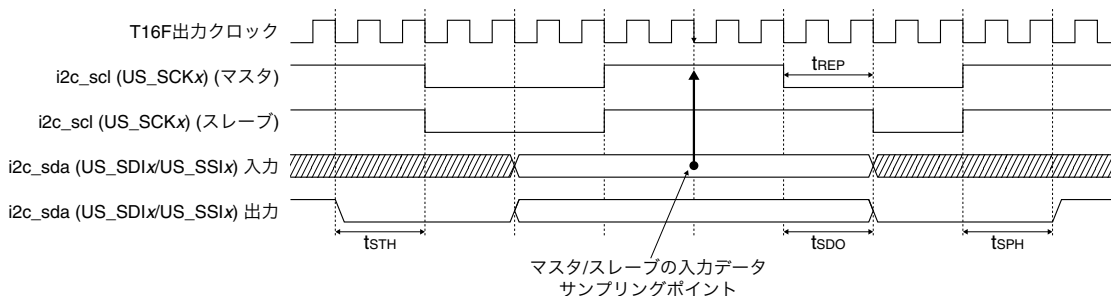 T16F出力クロック
i2c_scl (US_SCKx) (マスタ)
tREP
i2c_scl (US_SCKx) (スレーブ)
i2c_sda (US_SDIx/US_SSIx) 入力
i2c_sda (US_SDIx/US_SSIx) 出力
tSTH
tSDO
tSPH
マスタ/スレーブの入力データ
サンプリングポイント